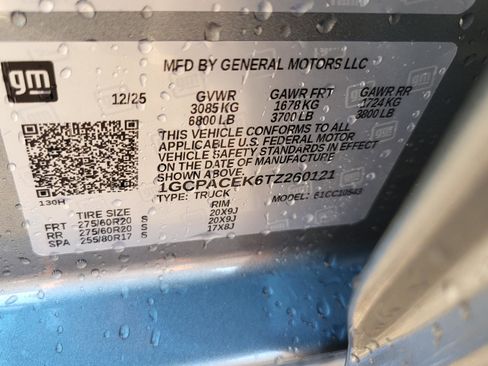 gm
MFD BY GENERAL MOTORS LLC
12/25 GVWR GAWR FRT GAWR RR
3085 KG 1678 KG 1724 KG
6800 LB 3700 LB 3800 LB
THIS VEHICLE CONFORMS TO ALL
APPLICABLE U.S. FEDERAL MOTOR
VEHICLE SAFETY STANDARDS IN EFFECT
ON THE DATE OF MANUFACTURE
SHOWN ABOVE.
1GCPACEK6TZ260121
130H TYPE: TRUCK MODEL: 61CC10543
TIRE SIZE RIM
FRT 275/60R20 S 20X9J
RR 275/60R20 S 20X9J
SPA 255/80R17 S 17X8J